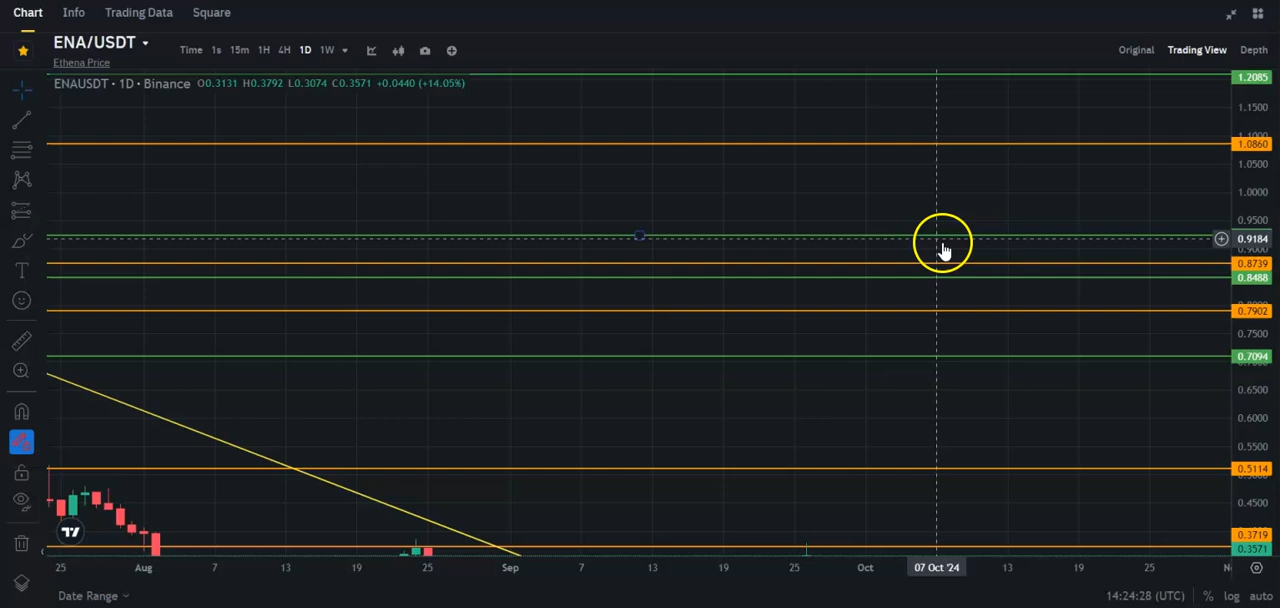 Chart Info Trading Data Square
ENA/USDT
Ethena Price
Time 1s 15m 1H 4H 1D 1W
Original Trading View Depth
ENAUSDT · 1D · Binance O0.3131 H0.3792 L0.3074 C0.3571 +0.0440 (+14.05%)
1.2085
1.1500
1.1000
1.0860
1.0500
1.0000
0.9500
0.9184
0.9000
0.8739
0.8488
0.7902
0.7500
0.7094
0.6500
0.6000
0.5500
0.5114
0.4500
0.3719
0.3571
25 Aug 7 13 19 25 Sep 7 13 19 25 Oct 07 Oct '24 13 19 25
Date Range
14:24:28 (UTC) % log auto